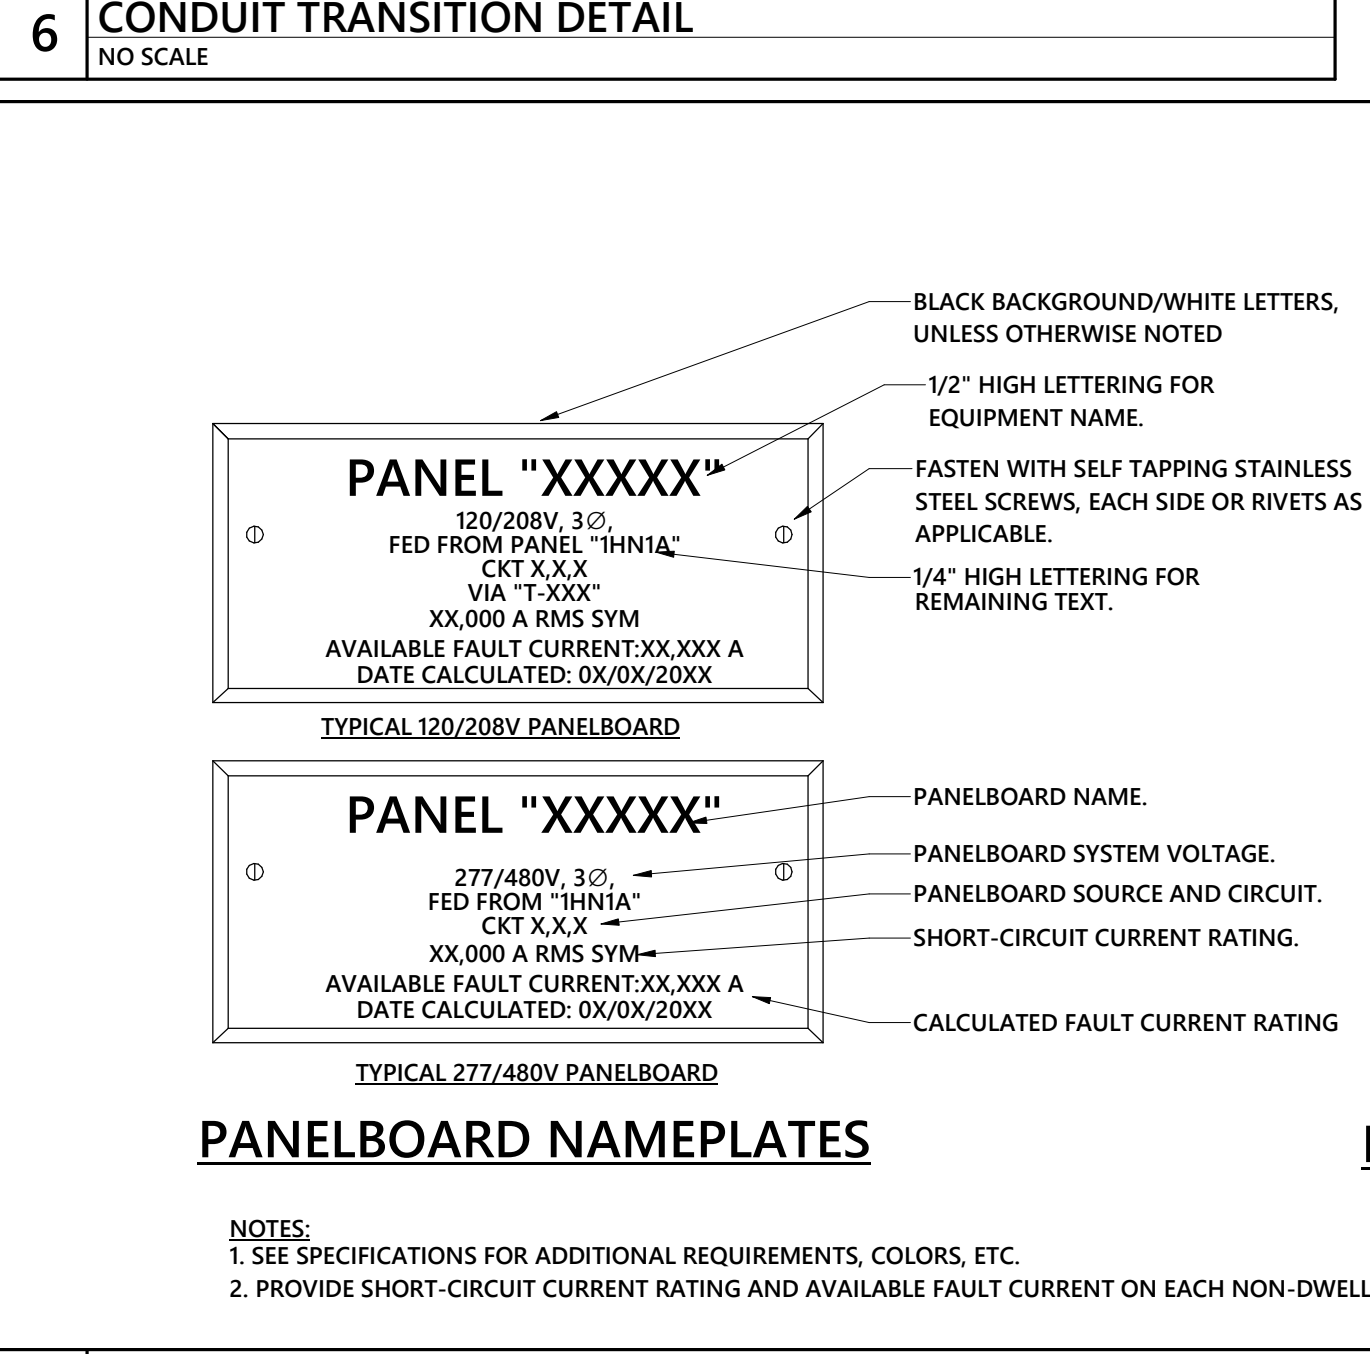 6
CONDUIT TRANSITION DETAIL
NO SCALE
BLACK BACKGROUND/WHITE LETTERS,
UNLESS OTHERWISE NOTED
1/2" HIGH LETTERING FOR
EQUIPMENT NAME.
FASTEN WITH SELF TAPPING STAINLESS
STEEL SCREWS, EACH SIDE OR RIVETS AS
APPLICABLE.
1/4" HIGH LETTERING FOR
REMAINING TEXT.
PANEL "XXXXX"
120/208V, 3∅,
FED FROM PANEL "1HN1A"
CKT X,X,X
VIA "T-XXX"
XX,000 A RMS SYM
AVAILABLE FAULT CURRENT:XX,XXX A
DATE CALCULATED: 0X/0X/20XX
TYPICAL 120/208V PANELBOARD
PANEL "XXXXX"
277/480V, 3∅,
FED FROM "1HN1A"
CKT X,X,X
XX,000 A RMS SYM
AVAILABLE FAULT CURRENT:XX,XXX A
DATE CALCULATED: 0X/0X/20XX
PANELBOARD NAME.
PANELBOARD SYSTEM VOLTAGE.
PANELBOARD SOURCE AND CIRCUIT.
SHORT-CIRCUIT CURRENT RATING.
CALCULATED FAULT CURRENT RATING
TYPICAL 277/480V PANELBOARD
PANELBOARD NAMEPLATES
NOTES:
1. SEE SPECIFICATIONS FOR ADDITIONAL REQUIREMENTS, COLORS, ETC.
2. PROVIDE SHORT-CIRCUIT CURRENT RATING AND AVAILABLE FAULT CURRENT ON EACH NON-DWELL